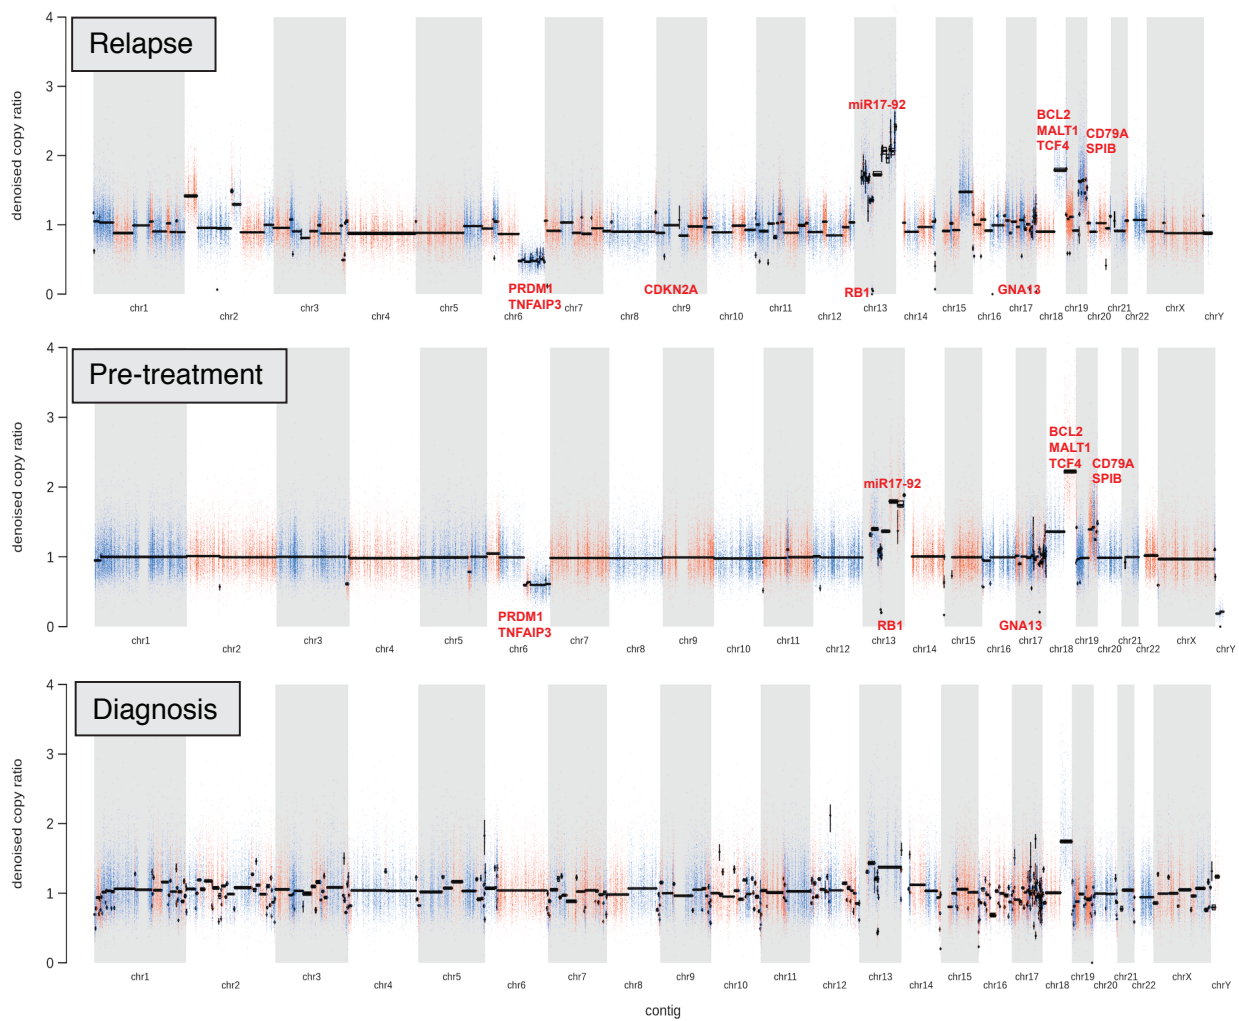 Relapse
denoised copy ratio
4
3
2
1
0
miR17-92
BCL2
MALT1
TCF4
CD79A
SPIB
PRDM1
TNFAIP3
CDKN2A
RB1
GNA13
chr1
chr2
chr3
chr4
chr5
chr6
chr7
chr8
chr9
chr10
chr11
chr12
chr13
chr14
chr15
chr16
chr17
chr18
chr19
chr20
chr21
chr22
chrX
chrY
Pre-treatment
denoised copy ratio
4
3
2
1
0
BCL2
MALT1
TCF4
CD79A
SPIB
miR17-92
PRDM1
TNFAIP3
RB1
GNA13
chr1
chr2
chr3
chr4
chr5
chr6
chr7
chr8
chr9
chr10
chr11
chr12
chr13
chr14
chr15
chr16
chr17
chr18
chr19
chr20
chr21
chr22
chrX
chrY
Diagnosis
denoised copy ratio
4
3
2
1
0
chr1
chr2
chr3
chr4
chr5
chr6
chr7
chr8
chr9
chr10
chr11
chr12
chr13
chr14
chr15
chr16
chr17
chr18
chr19
chr20
chr21
chr22
chrX
chrY
contig